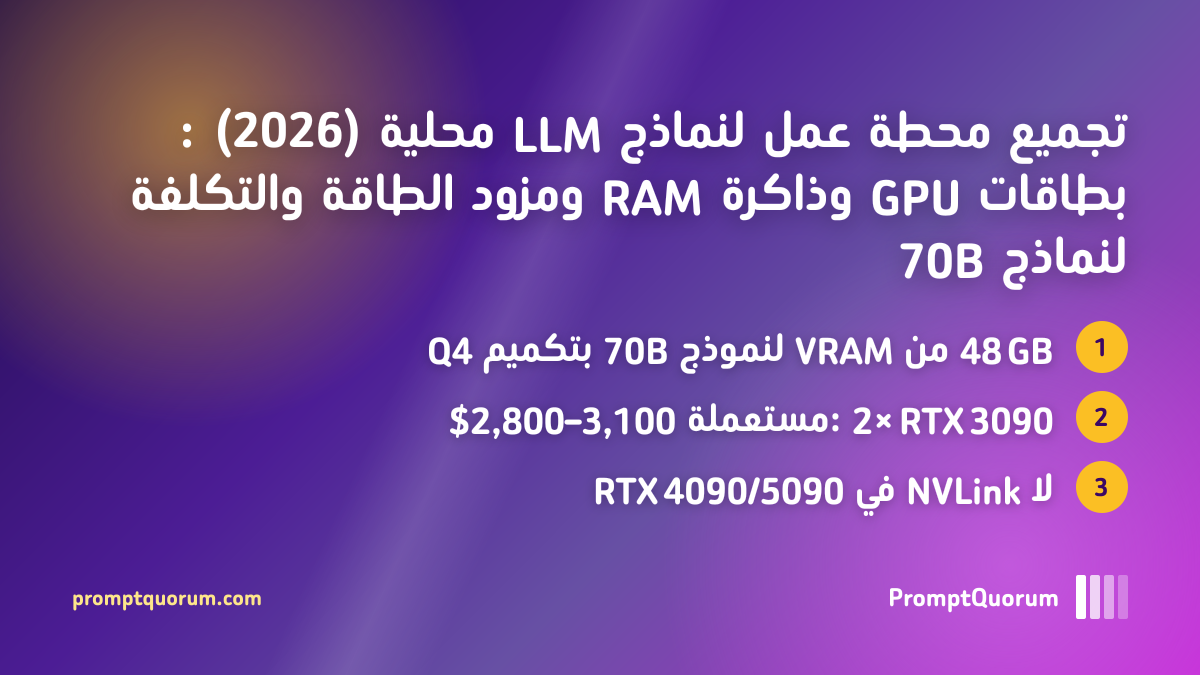 تجميع محطة عمل لنماذج LLM محلية (2026) :
بطاقات GPU وذاكرة RAM ومزود الطاقة والتكلفة
لنماذج 70B
1 48 GB من VRAM لنموذج 70B بتكميم Q4
2 2× RTX 3090 مستعملة: $2,800–3,100
3 لا NVLink في RTX 4090/5090
PromptQuorum
promptquorum.com